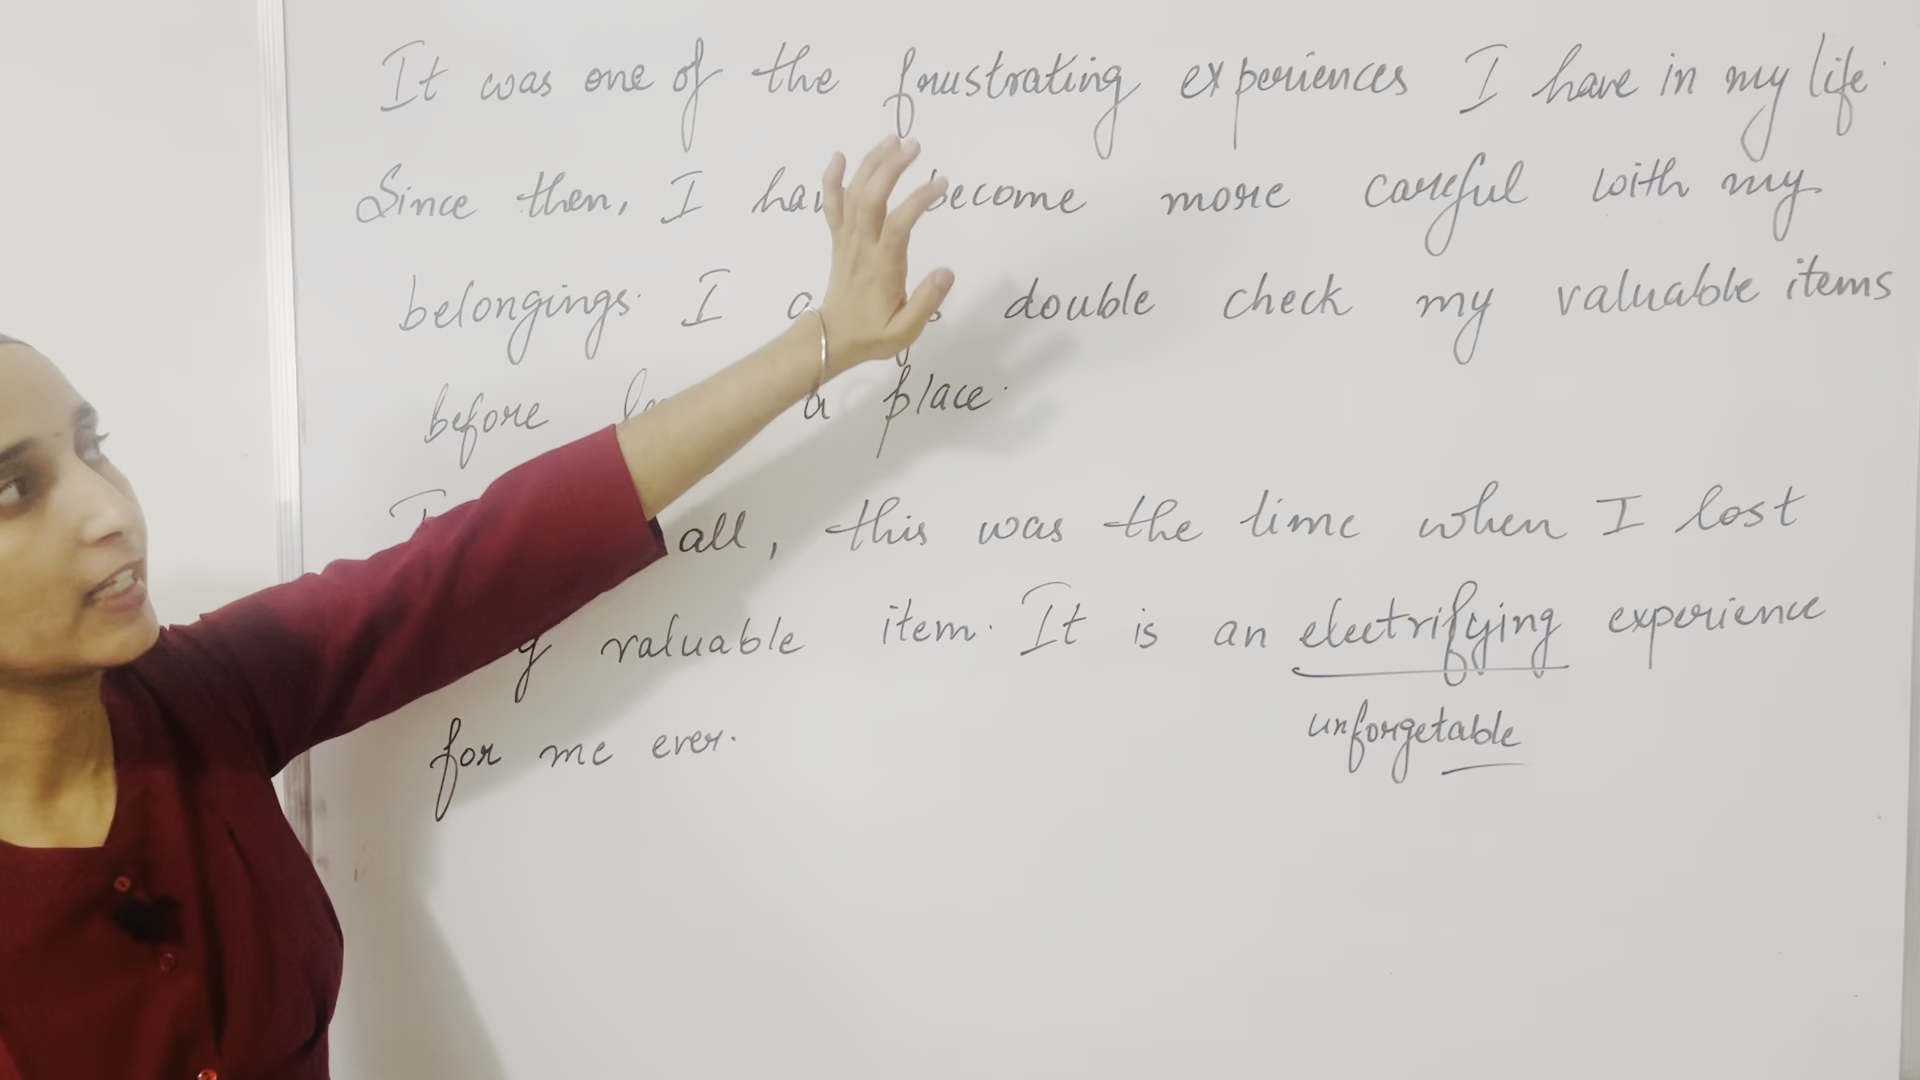 It was one of the frustrating experiences I have in my life.
Since then, I have become more careful with my
belongings. I double check my valuable items
before a place.
all, this was the time when I lost
valuable item. It is an electrifying experience
unforgetable
for me ever.